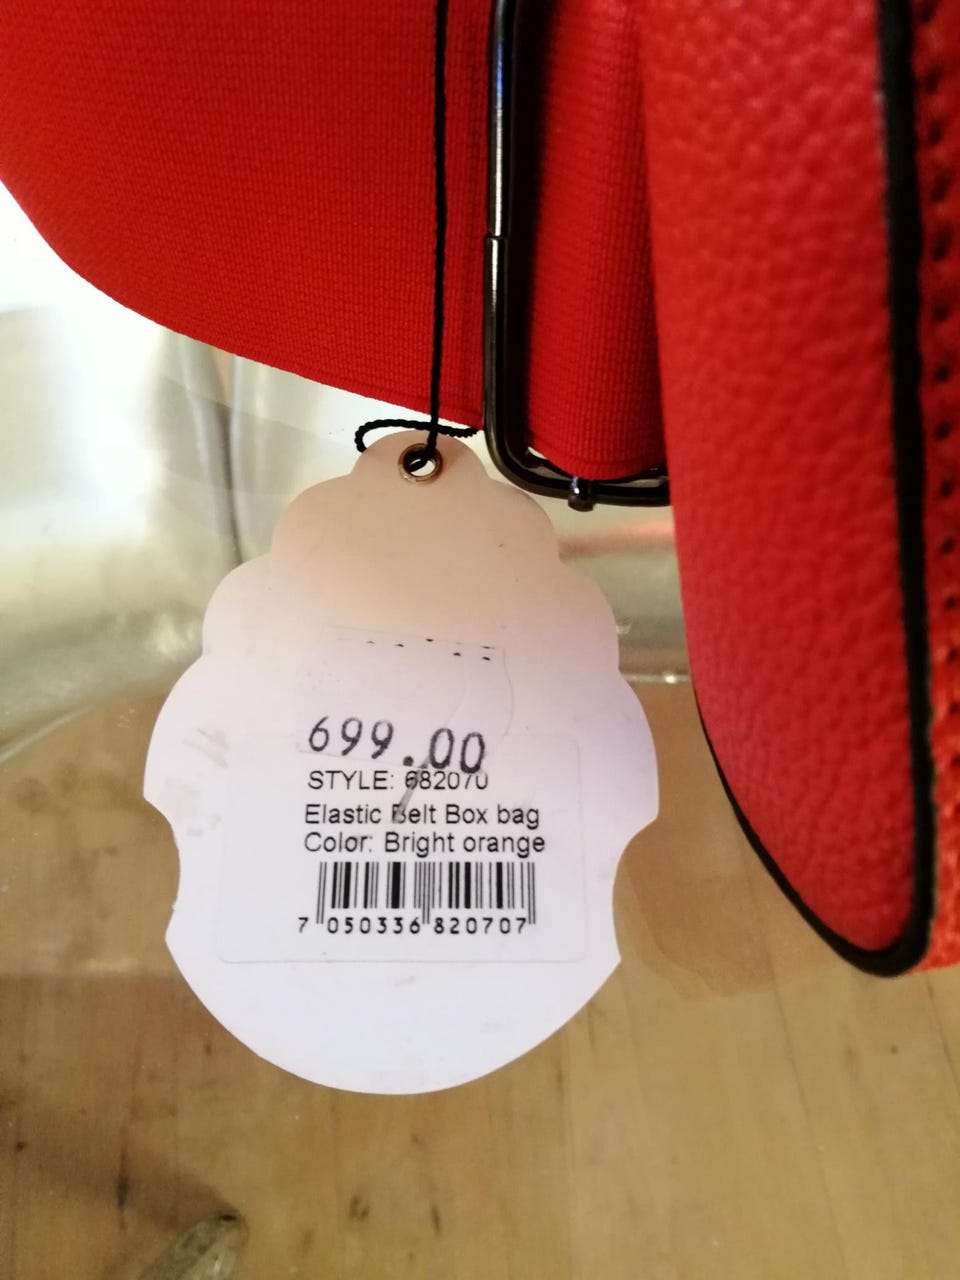 699.00
STYLE: 682070
Elastic Belt Box bag
Color: Bright orange
7 050336 820707